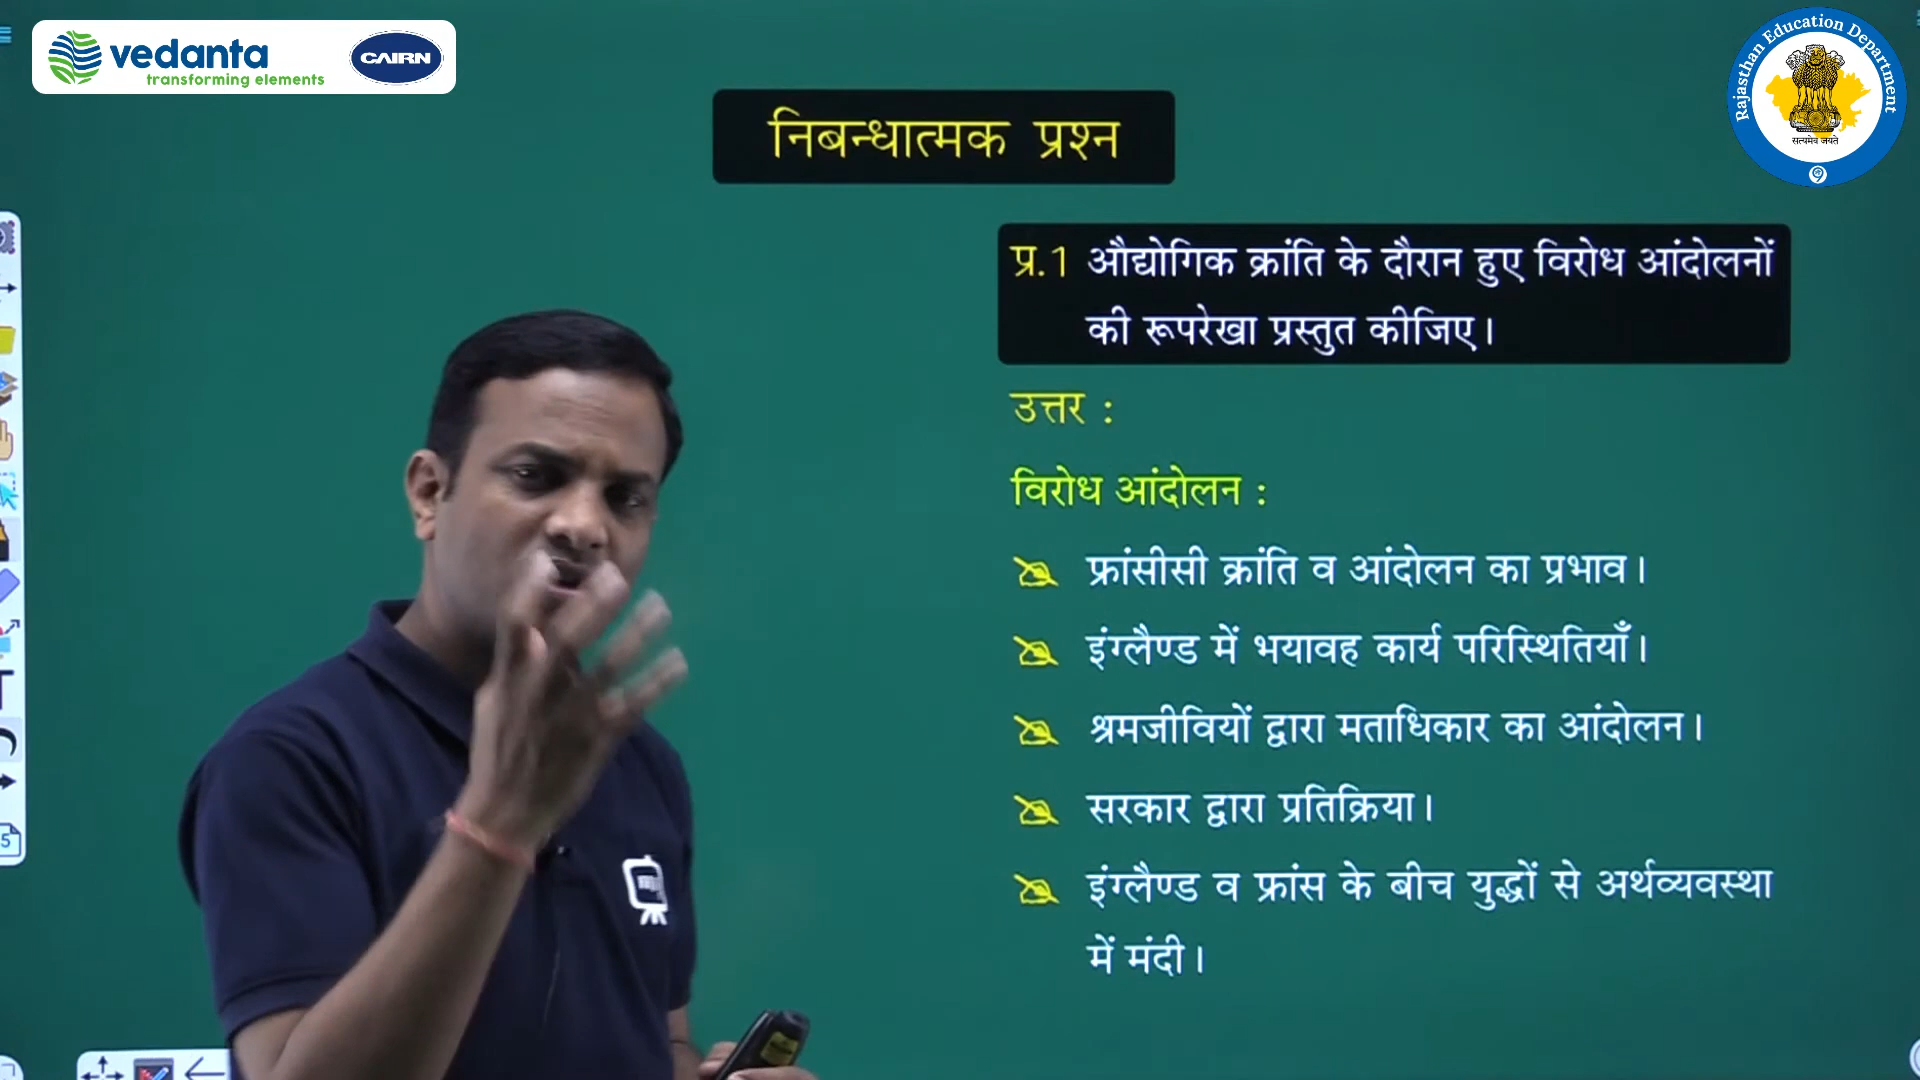 vedanta
transforming elements
CAIRN
Rajasthan Education Department
सत्यमेव जयते
निबन्धात्मक प्रश्न
प्र.1 औद्योगिक क्रांति के दौरान हुए विरोध आंदोलनों
की रूपरेखा प्रस्तुत कीजिए।
उत्तर :
विरोध आंदोलन :
फ्रांसीसी क्रांति व आंदोलन का प्रभाव।
इंग्लैण्ड में भयावह कार्य परिस्थितियाँ।
श्रमजीवियों द्वारा मताधिकार का आंदोलन।
सरकार द्वारा प्रतिक्रिया।
इंग्लैण्ड व फ्रांस के बीच युद्धों से अर्थव्यवस्था
में मंदी।